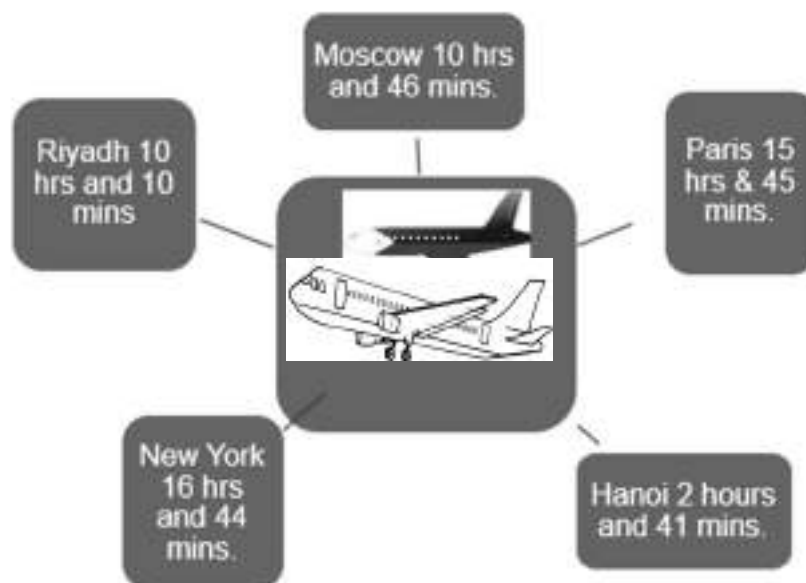 Moscow 10 hrs
and 46 mins.
Riyadh 10
hrs and 10
mins
Paris 15
hrs & 45
mins.
New York
16 hrs
and 44
mins.
Hanoi 2 hours
and 41 mins.